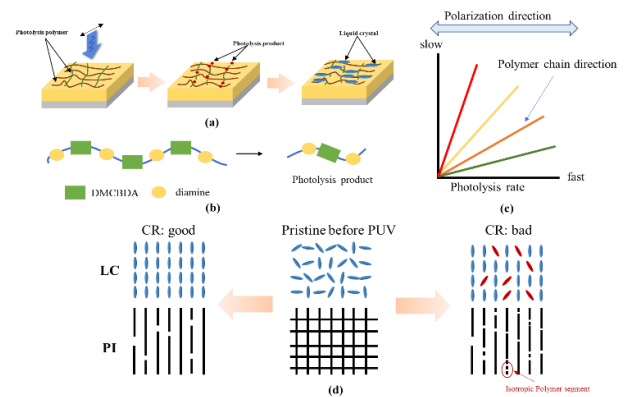 Photolysis polymer
Photolysis product
Liquid crystal
(a)
DMCBDA
diamine
Photolysis product
(b)
Polarization direction
slow
Polymer chain direction
fast
Photolysis rate
(c)
CR: good
Pristine before PUV
CR: bad
LC
PI
(d)
Isotropic Polymer segment